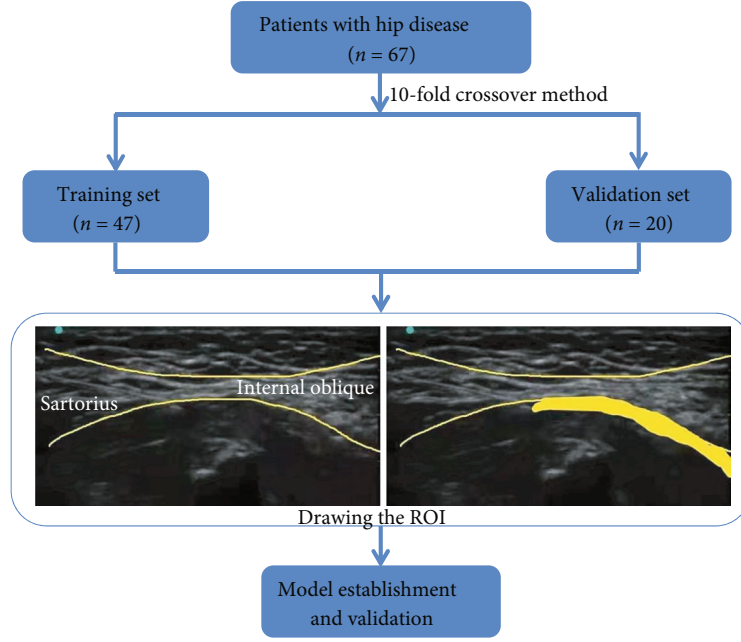 Patients with hip disease
(n = 67)
10-fold crossover method
Training set
(n = 47)
Validation set
(n = 20)
Internal oblique
Sartorius
Drawing the ROI
Model establishment
and validation